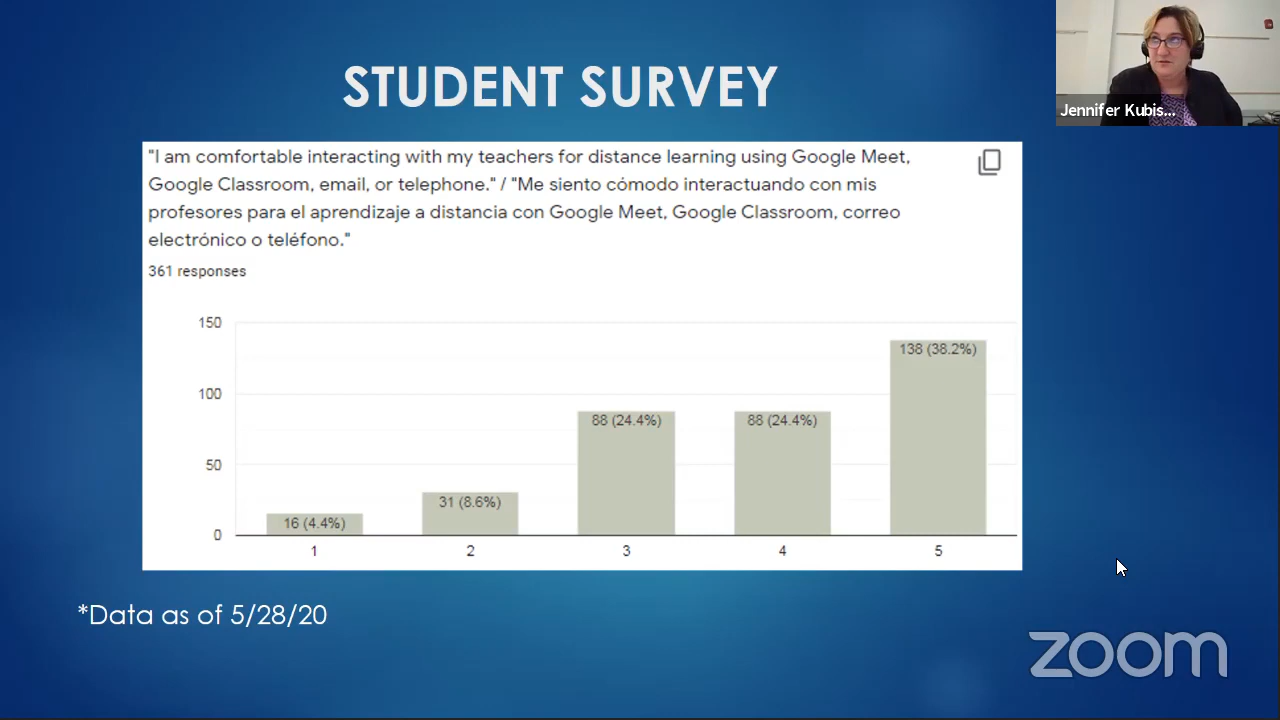 STUDENT SURVEY
Jennifer Kubis...
"I am comfortable interacting with my teachers for distance learning using Google Meet,
Google Classroom, email, or telephone." / "Me siento cómodo interactuando con mis
profesores para el aprendizaje a distancia con Google Meet, Google Classroom, correo
electrónico o teléfono."
361 responses
150
100
50
0
16 (4.4%)
31 (8.6%)
88 (24.4%)
88 (24.4%)
138 (38.2%)
1 2 3 4 5
*Data as of 5/28/20
zoom